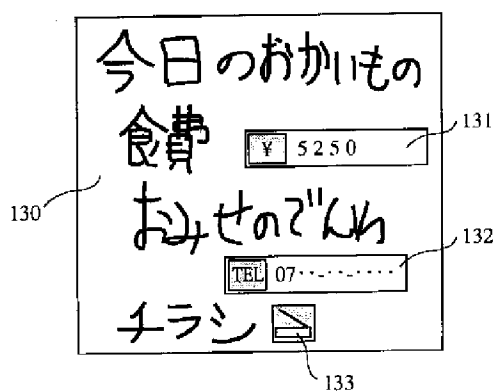 今日のおかいもの
食費 ¥ 5250 131
130
おみせのでんわ
TEL 07··-··-···· 132
チラシ
133